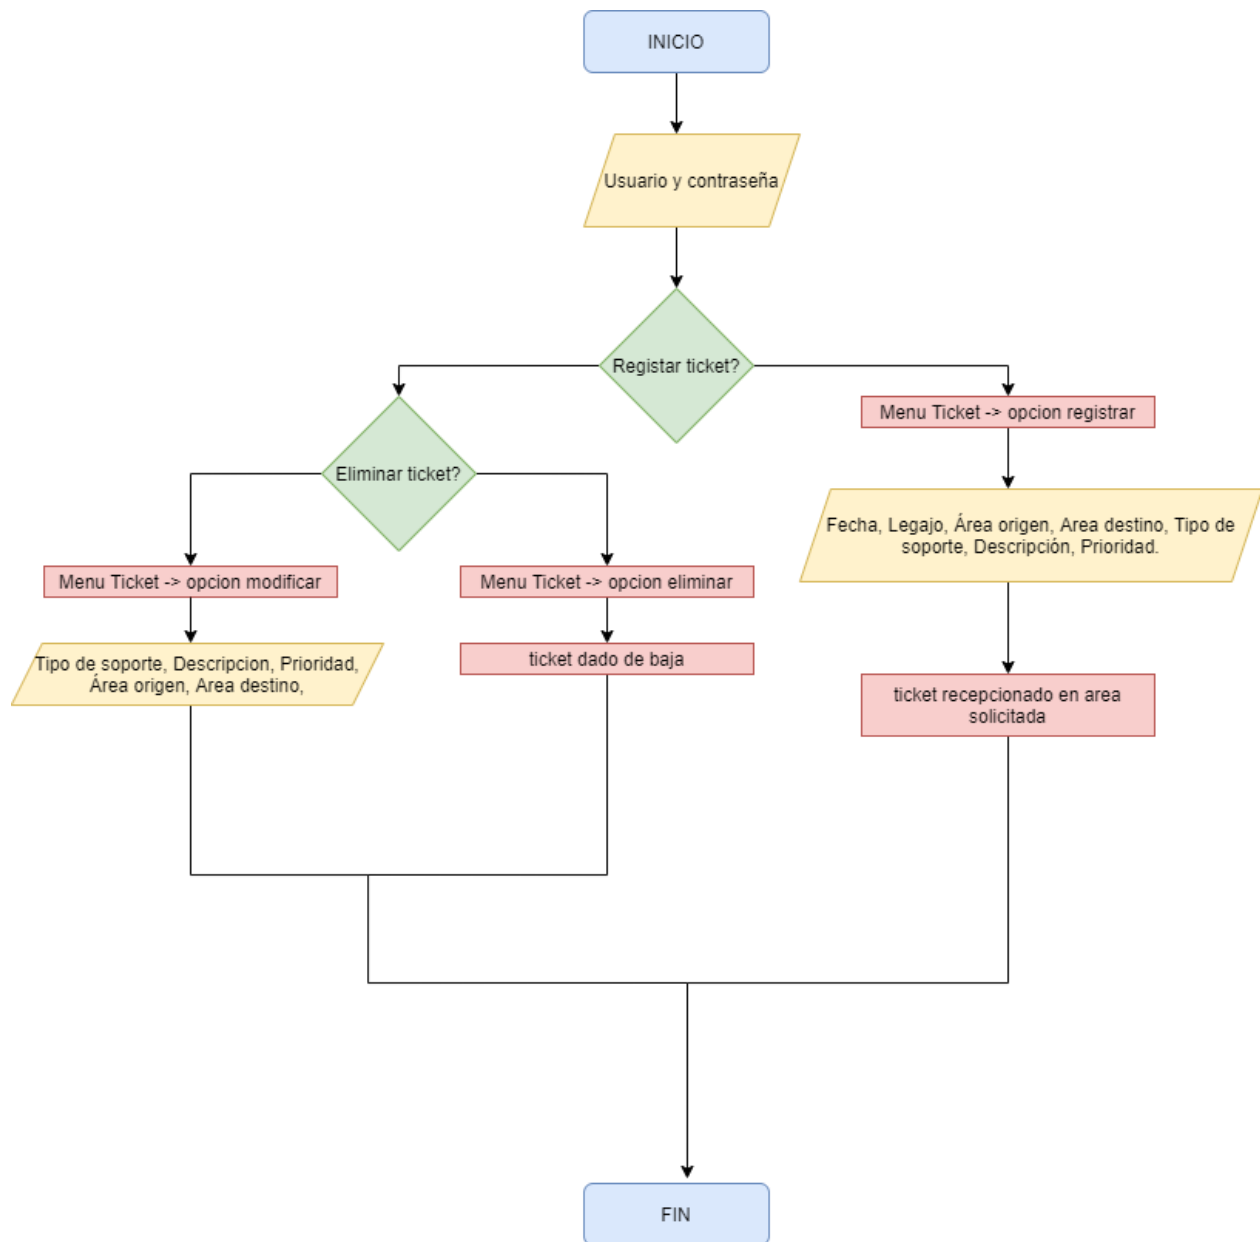 INICIO
Usuario y contraseña
Registar ticket?
Menu Ticket -> opcion registrar
Eliminar ticket?
Fecha, Legajo, Área origen, Area destino, Tipo de
soporte, Descripción, Prioridad.
Menu Ticket -> opcion modificar
Menu Ticket -> opcion eliminar
Tipo de soporte, Descripcion, Prioridad,
Área origen, Area destino,
ticket dado de baja
ticket recepcionado en area
solicitada
FIN